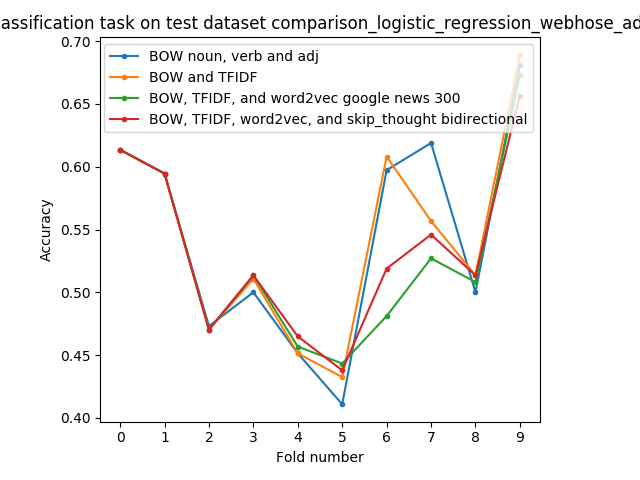 assification task on test dataset comparison_logistic_regression_webhose_ad
0.70
0.65
0.60
0.55
0.50
0.45
0.40
Accuracy
BOW noun, verb and adj
BOW and TFIDF
BOW, TFIDF, and word2vec google news 300
BOW, TFIDF, word2vec, and skip_thought bidirectional
0 1 2 3 4 5 6 7 8 9
Fold number